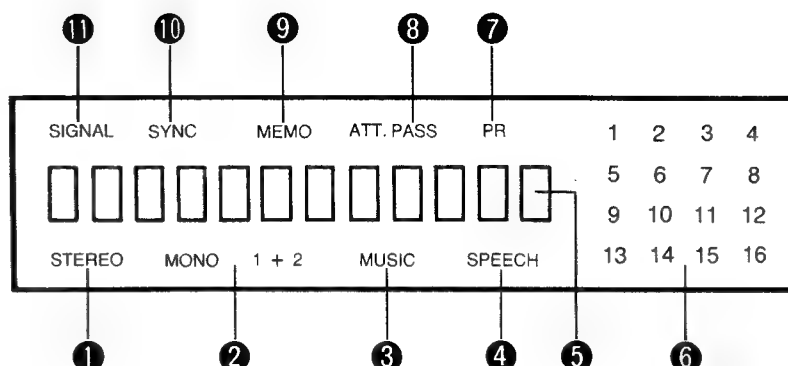 11 10 9 8 7
SIGNAL SYNC MEMO ATT. PASS PR
1 2 3 4
5 6 7 8
9 10 11 12
13 14 15 16
STEREO MONO 1 + 2 MUSIC SPEECH
1 2 3 4 5 6